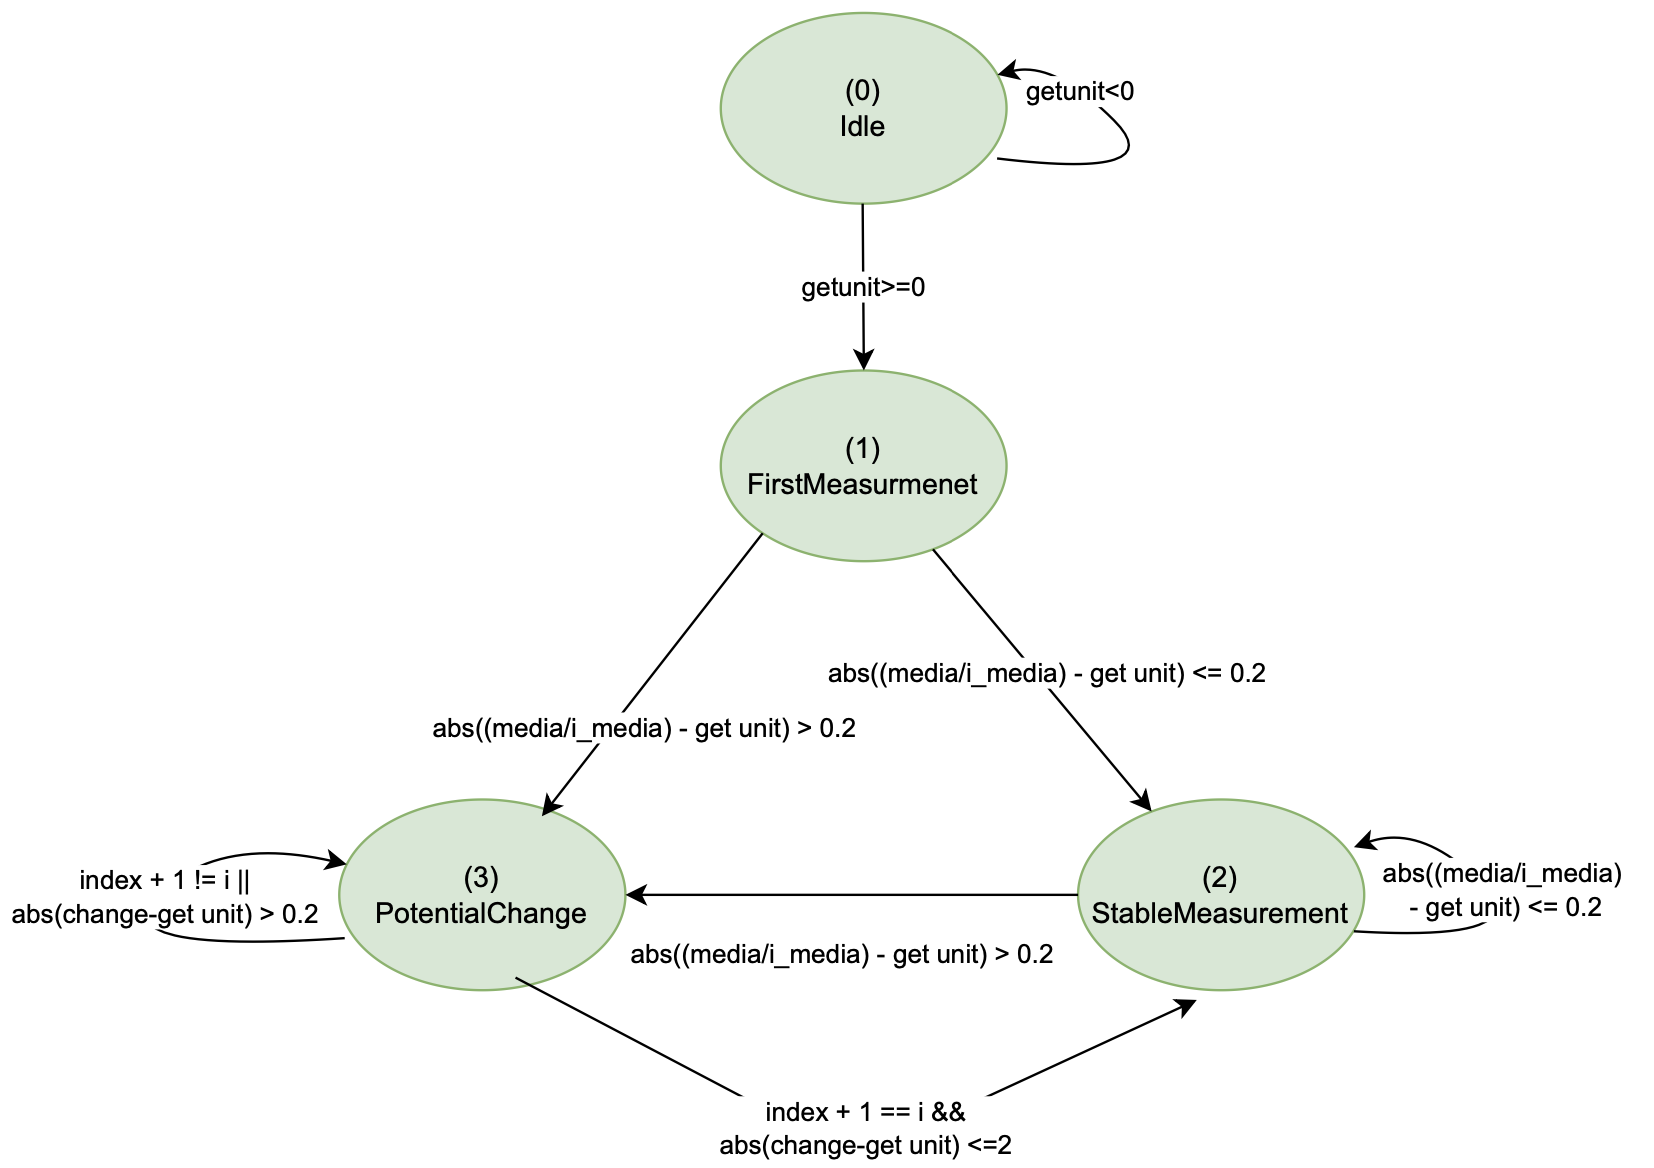 (0)
Idle
getunit<0
getunit>=0
(1)
FirstMeasurmenet
abs((media/i_media) - get unit) <= 0.2
abs((media/i_media) - get unit) > 0.2
(3)
PotentialChange
index + 1 != i ||
abs(change-get unit) > 0.2
(2)
StableMeasurement
abs((media/i_media)
- get unit) <= 0.2
abs((media/i_media) - get unit) > 0.2
index + 1 == i &&
abs(change-get unit) <=2